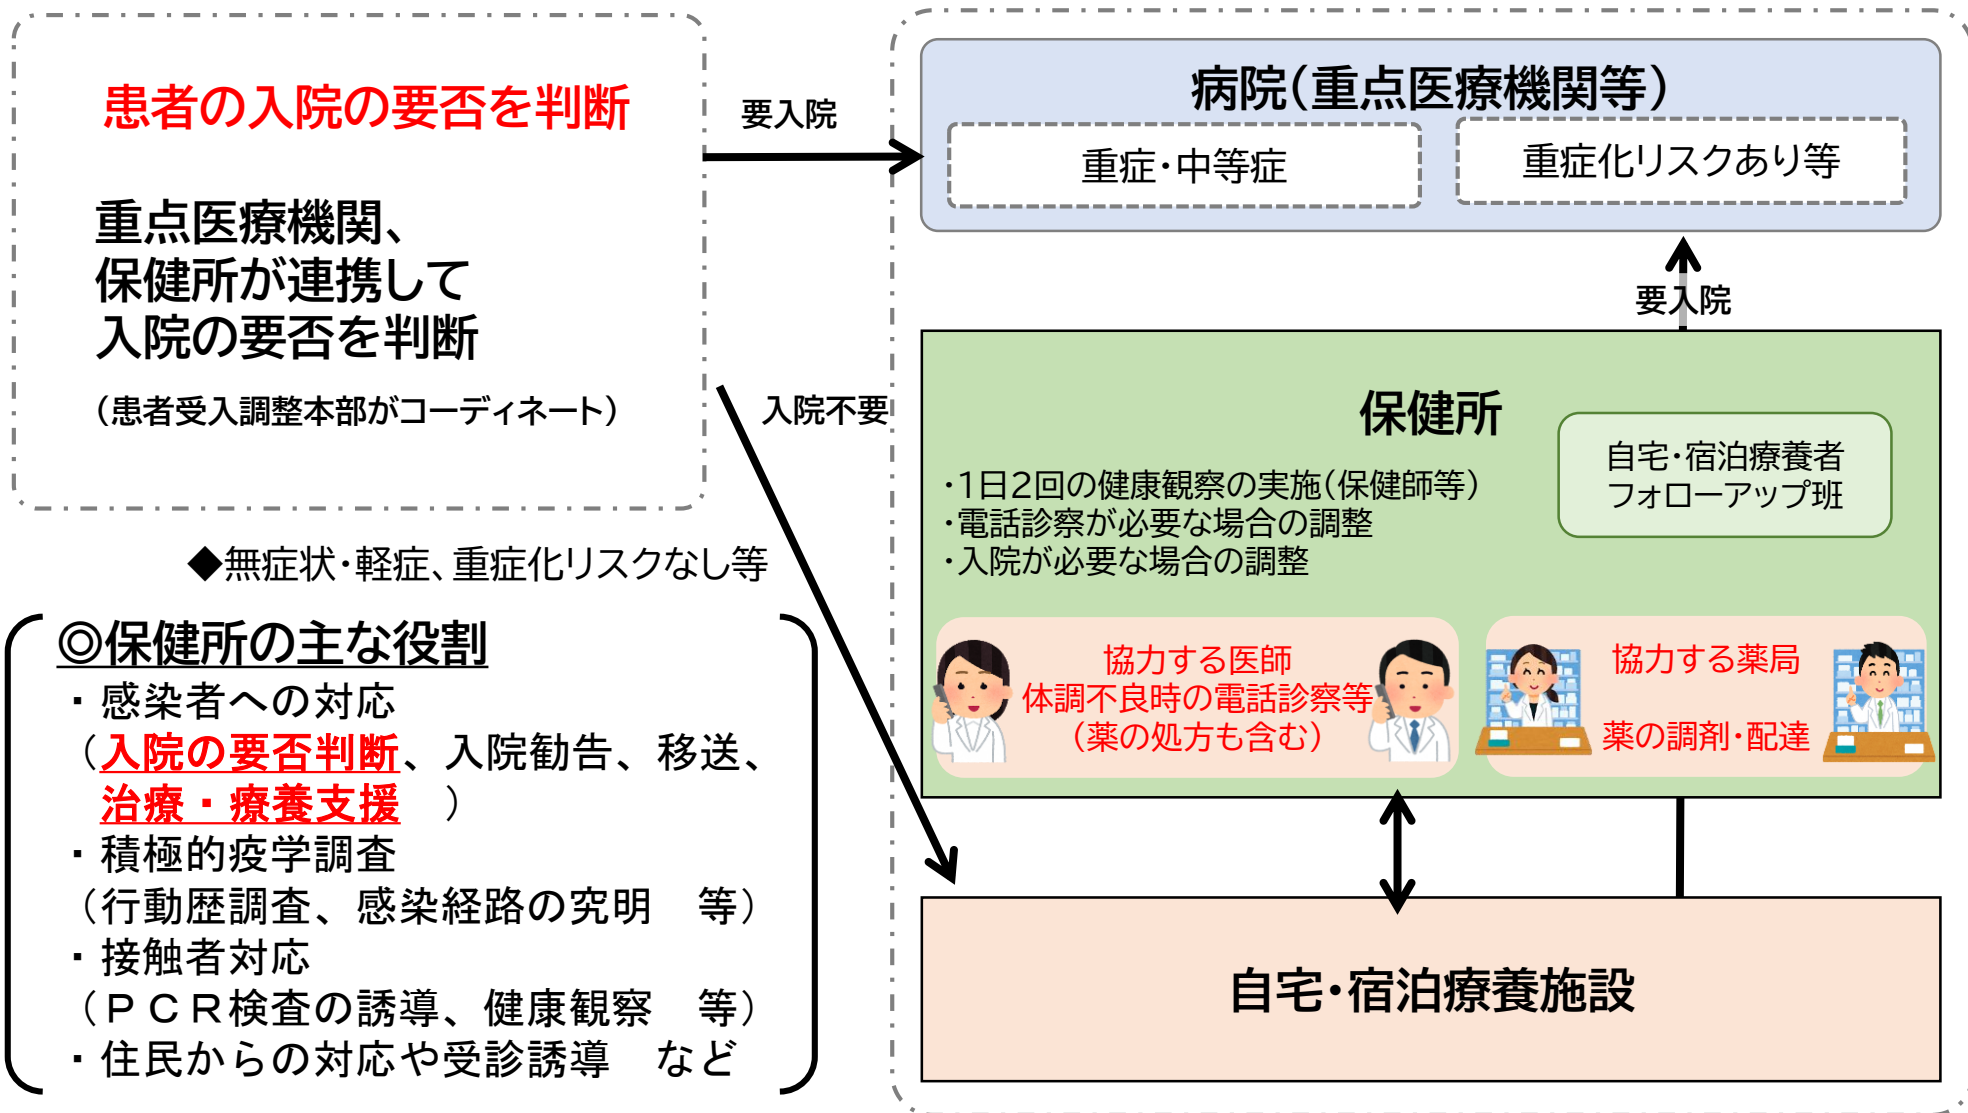 患者の入院の要否を判断
重点医療機関、
保健所が連携して
入院の要否を判断
（患者受入調整本部がコーディネート）
要入院
入院不要
◆無症状・軽症、重症化リスクなし等
◎保健所の主な役割
・感染者への対応
（入院の要否判断、入院勧告、移送、
治療・療養支援　）
・積極的疫学調査
（行動歴調査、感染経路の究明　等）
・接触者対応
（ＰＣＲ検査の誘導、健康観察　等）
・住民からの対応や受診誘導　など
病院（重点医療機関等）
重症・中等症
重症化リスクあり等
要入院
保健所
自宅・宿泊療養者
フォローアップ班
・1日2回の健康観察の実施（保健師等）
・電話診察が必要な場合の調整
・入院が必要な場合の調整
協力する医師
体調不良時の電話診察等
（薬の処方も含む）
協力する薬局
薬の調剤・配達
自宅・宿泊療養施設